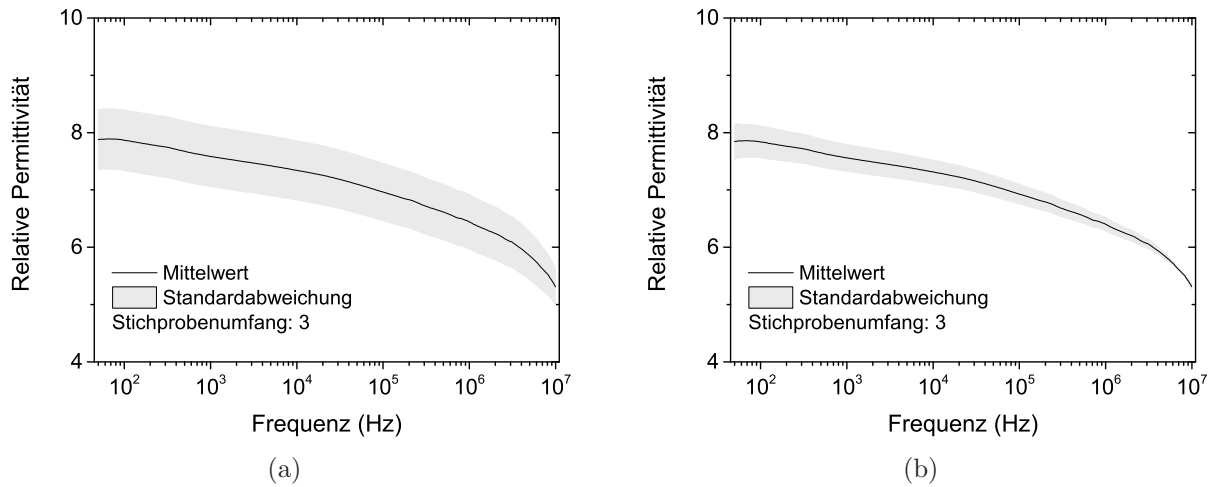 10
8
6
4
Relative Permittivität
Mittelwert
Standardabweichung
Stichprobenumfang: 3
10² 10³ 10⁴ 10⁵ 10⁶ 10⁷
Frequenz (Hz)
(a)
10
8
6
4
Relative Permittivität
Mittelwert
Standardabweichung
Stichprobenumfang: 3
10² 10³ 10⁴ 10⁵ 10⁶ 10⁷
Frequenz (Hz)
(b)